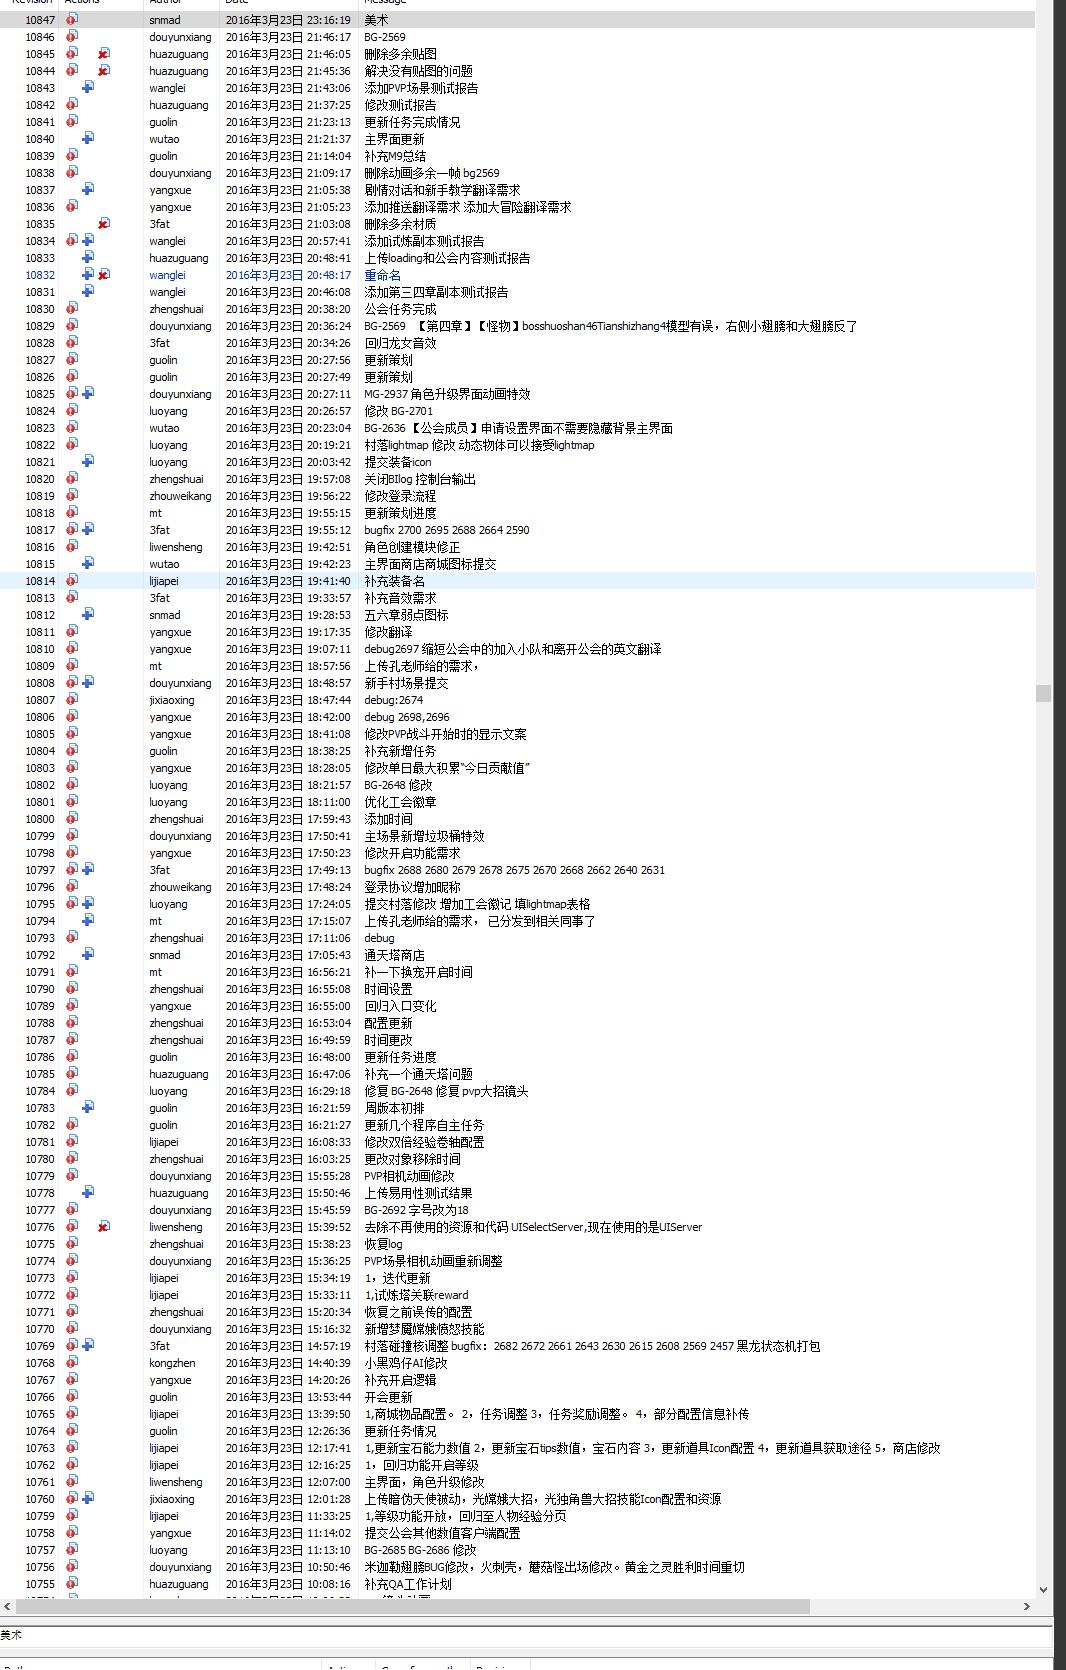 Revision Actions Author Date Message
10847 snmad 2016年3月23日 23:16:19 美术
10846 douyunxiang 2016年3月23日 21:46:17 BG-2569
10845 huazuguang 2016年3月23日 21:46:05 删除多余贴图
10844 huazuguang 2016年3月23日 21:45:36 解决没有贴图的问题
10843 wanglei 2016年3月23日 21:43:06 添加PVP场景测试报告
10842 huazuguang 2016年3月23日 21:37:25 修改测试报告
10841 guolin 2016年3月23日 21:23:13 更新任务完成情况
10840 wutao 2016年3月23日 21:21:37 主界面更新
10839 guolin 2016年3月23日 21:14:04 补充M9总结
10838 douyunxiang 2016年3月23日 21:09:17 删除动画多余一帧 bg2569
10837 yangxue 2016年3月23日 21:05:38 剧情对话和新手教学翻译需求
10836 yangxue 2016年3月23日 21:05:23 添加推送翻译需求 添加大冒险翻译需求
10835 3fat 2016年3月23日 21:03:08 删除多余材质
10834 wanglei 2016年3月23日 20:57:41 添加试炼副本测试报告
10833 huazuguang 2016年3月23日 20:48:41 上传loading和公会内容测试报告
10832 wanglei 2016年3月23日 20:48:17 重命名
10831 wanglei 2016年3月23日 20:46:08 添加第三四章副本测试报告
10830 zhengshuai 2016年3月23日 20:38:20 公会任务完成
10829 douyunxiang 2016年3月23日 20:36:24 BG-2569 【第四章】【怪物】bosshuoshan46Tianshizhang4模型有误，右侧小翅膀和大翅膀反了
10828 3fat 2016年3月23日 20:34:26 回归龙女音效
10827 guolin 2016年3月23日 20:27:56 更新策划
10826 guolin 2016年3月23日 20:27:49 更新策划
10825 douyunxiang 2016年3月23日 20:27:11 MG-2937 角色升级界面动画特效
10824 luoyang 2016年3月23日 20:26:57 修改 BG-2701
10823 wutao 2016年3月23日 20:23:04 BG-2636 【公会成员】申请设置界面不需要隐藏背景主界面
10822 luoyang 2016年3月23日 20:19:21 村落lightmap 修改 动态物体可以接受lightmap
10821 luoyang 2016年3月23日 20:03:42 提交装备icon
10820 zhengshuai 2016年3月23日 19:57:08 关闭BIlog 控制台输出
10819 zhouweikang 2016年3月23日 19:56:22 修改登录流程
10818 mt 2016年3月23日 19:55:15 更新策划进度
10817 3fat 2016年3月23日 19:55:12 bugfix 2700 2695 2688 2664 2590
10816 liwensheng 2016年3月23日 19:42:51 角色创建模块修正
10815 wutao 2016年3月23日 19:42:23 主界面商店商城图标提交
10814 lijiapei 2016年3月23日 19:41:40 补充装备名
10813 3fat 2016年3月23日 19:33:57 补充音效需求
10812 snmad 2016年3月23日 19:28:53 五六章弱点图标
10811 yangxue 2016年3月23日 19:17:35 修改翻译
10810 yangxue 2016年3月23日 19:07:11 debug2697 缩短公会中的加入小队和离开公会的英文翻译
10809 mt 2016年3月23日 18:57:56 上传孔老师给的需求，
10808 douyunxiang 2016年3月23日 18:48:57 新手村场景提交
10807 jixiaoxing 2016年3月23日 18:47:44 debug:2674
10806 yangxue 2016年3月23日 18:42:00 debug 2698,2696
10805 yangxue 2016年3月23日 18:41:08 修改PVP战斗开始时的显示文案
10804 guolin 2016年3月23日 18:38:25 补充新增任务
10803 yangxue 2016年3月23日 18:28:05 修改单日最大积累“今日贡献值”
10802 luoyang 2016年3月23日 18:21:57 BG-2648 修改
10801 luoyang 2016年3月23日 18:11:00 优化工会徽章
10800 zhengshuai 2016年3月23日 17:59:43 添加时间
10799 douyunxiang 2016年3月23日 17:50:41 主场景新增垃圾桶特效
10798 yangxue 2016年3月23日 17:50:23 修改开启功能需求
10797 3fat 2016年3月23日 17:49:13 bugfix 2688 2680 2679 2678 2675 2670 2668 2662 2640 2631
10796 zhouweikang 2016年3月23日 17:48:24 登录协议增加昵称
10795 luoyang 2016年3月23日 17:24:05 提交村落修改 增加工会徽记 填lightmap表格
10794 mt 2016年3月23日 17:15:07 上传孔老师给的需求， 已分发到相关同事了
10793 zhengshuai 2016年3月23日 17:11:06 debug
10792 snmad 2016年3月23日 17:05:43 通天塔商店
10791 mt 2016年3月23日 16:56:21 补一下换宠开启时间
10790 zhengshuai 2016年3月23日 16:55:08 时间设置
10789 yangxue 2016年3月23日 16:55:00 回归入口变化
10788 zhengshuai 2016年3月23日 16:53:04 配置更新
10787 zhengshuai 2016年3月23日 16:49:59 时间更改
10786 guolin 2016年3月23日 16:48:00 更新任务进度
10785 huazuguang 2016年3月23日 16:47:06 补充一个通天塔问题
10784 luoyang 2016年3月23日 16:29:18 修复 BG-2648 修复 pvp大招镜头
10783 guolin 2016年3月23日 16:21:59 周版本初排
10782 guolin 2016年3月23日 16:21:27 更新几个程序自主任务
10781 lijiapei 2016年3月23日 16:08:33 修改双倍经验卷轴配置
10780 zhengshuai 2016年3月23日 16:03:25 更改对象移除时间
10779 douyunxiang 2016年3月23日 15:55:28 PVP相机动画修改
10778 huazuguang 2016年3月23日 15:50:46 上传易用性测试结果
10777 douyunxiang 2016年3月23日 15:45:59 BG-2692 字号改为18
10776 liwensheng 2016年3月23日 15:39:52 去除不再使用的资源和代码 UISelectServer,现在使用的是UIServer
10775 zhengshuai 2016年3月23日 15:38:23 恢复log
10774 douyunxiang 2016年3月23日 15:36:25 PVP场景相机动画重新调整
10773 lijiapei 2016年3月23日 15:34:19 1，迭代更新
10772 lijiapei 2016年3月23日 15:33:11 1,试炼塔关联reward
10771 zhengshuai 2016年3月23日 15:20:34 恢复之前误传的配置
10770 douyunxiang 2016年3月23日 15:16:32 新增梦魇嫦娥愤怒技能
10769 3fat 2016年3月23日 14:57:19 村落碰撞核调整 bugfix：2682 2672 2661 2643 2630 2615 2608 2569 2457 黑龙状态机打包
10768 kongzhen 2016年3月23日 14:40:39 小黑鸡仔AI修改
10767 yangxue 2016年3月23日 14:20:26 补充开启逻辑
10766 guolin 2016年3月23日 13:53:44 开会更新
10765 lijiapei 2016年3月23日 13:39:50 1,商城物品配置。 2，任务调整 3，任务奖励调整。 4，部分配置信息补传
10764 guolin 2016年3月23日 12:26:36 更新任务情况
10763 lijiapei 2016年3月23日 12:17:41 1,更新宝石能力数值 2，更新宝石tips数值，宝石内容 3，更新道具Icon配置 4，更新道具获取途径 5，商店修改
10762 lijiapei 2016年3月23日 12:16:25 1，回归功能开启等级
10761 liwensheng 2016年3月23日 12:07:00 主界面，角色升级修改
10760 jixiaoxing 2016年3月23日 12:01:28 上传暗伪天使被动，光嫦娥大招，光独角兽大招技能Icon配置和资源
10759 lijiapei 2016年3月23日 11:33:25 1,等级功能开放，回归至人物经验分页
10758 yangxue 2016年3月23日 11:14:02 提交公会其他数值客户端配置
10757 luoyang 2016年3月23日 11:13:10 BG-2685 BG-2686 修改
10756 douyunxiang 2016年3月23日 10:50:46 米迦勒翅膀BUG修改，火刺壳，蘑菇怪出场修改。黄金之灵胜利时间重切
10755 huazuguang 2016年3月23日 10:08:16 补充QA工作计划
美术